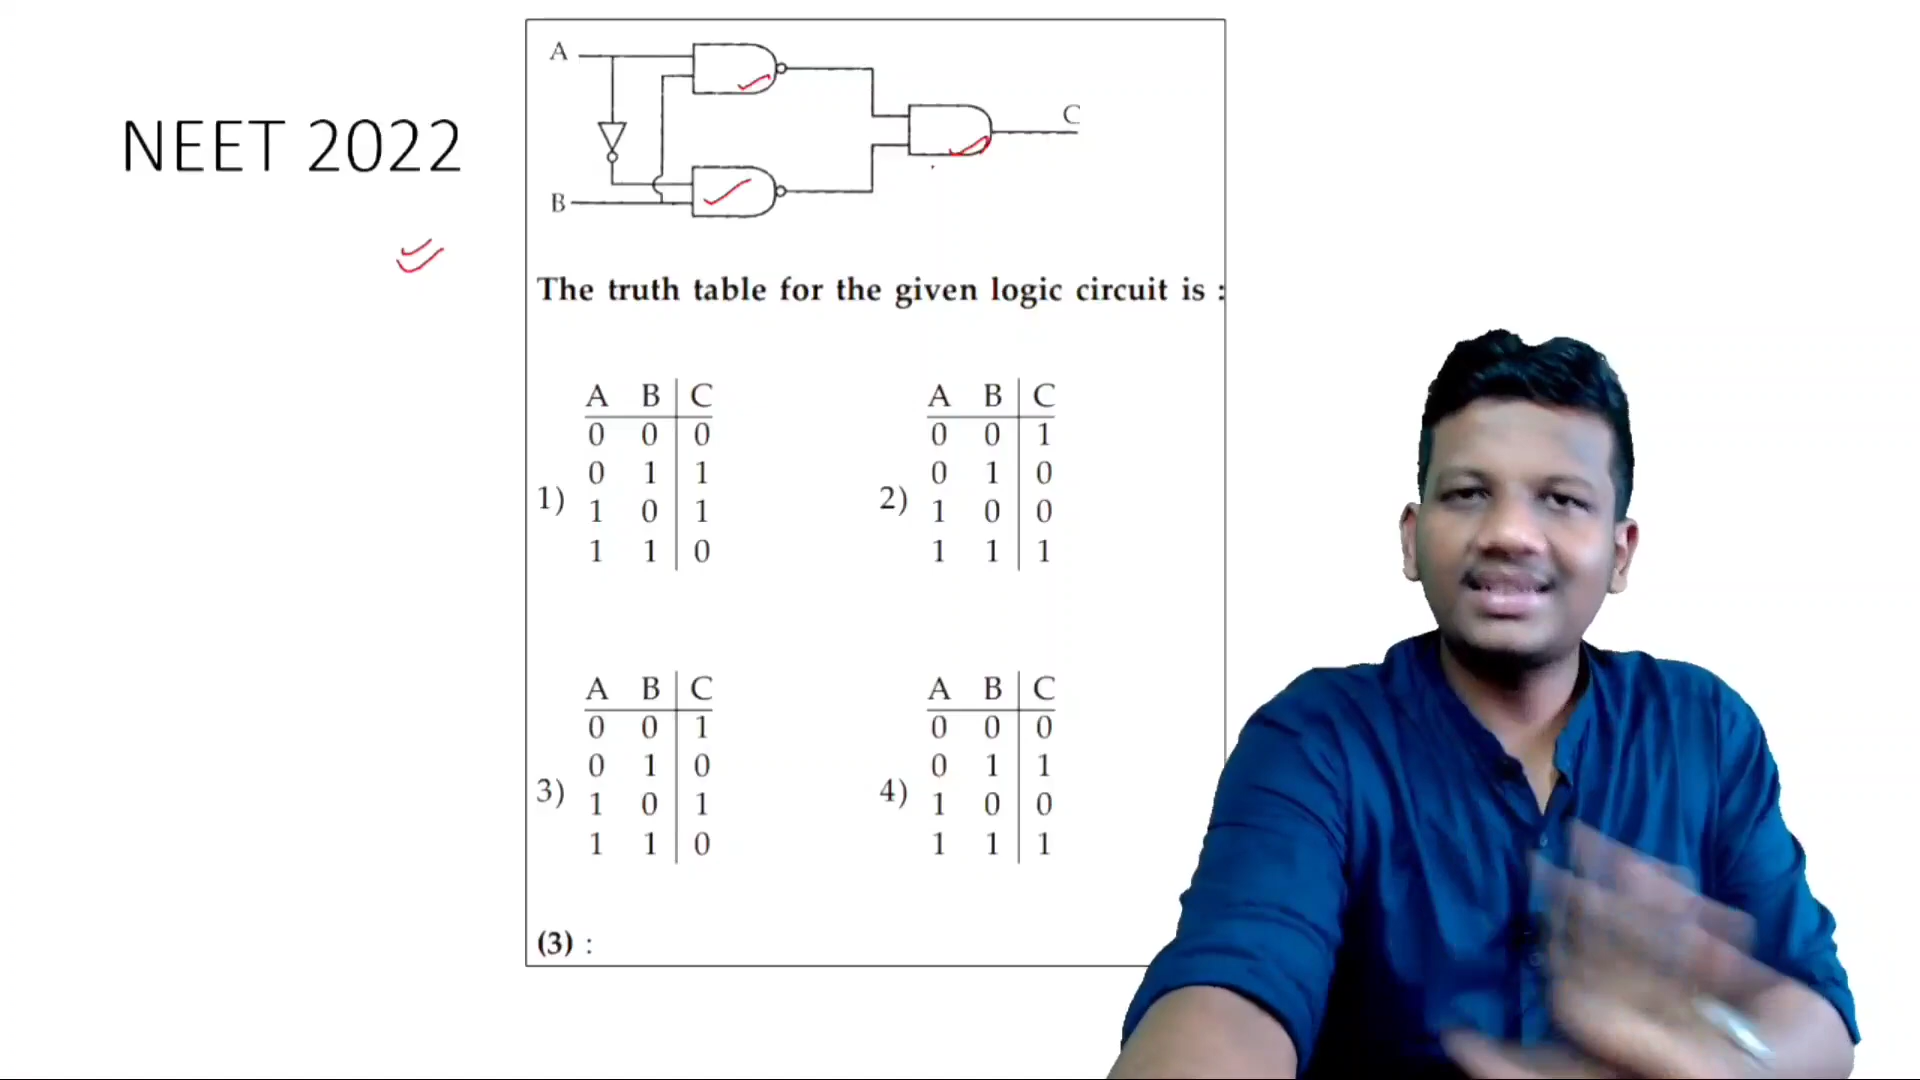 NEET 2022
A
C
B
The truth table for the given logic circuit is :
1)
A B C
0 0 0
0 1 1
1 0 1
1 1 0
2)
A B C
0 0 1
0 1 0
1 0 0
1 1 1
3)
A B C
0 0 1
0 1 0
1 0 1
1 1 0
4)
A B C
0 0 0
0 1 1
1 0 0
1 1 1
(3) :